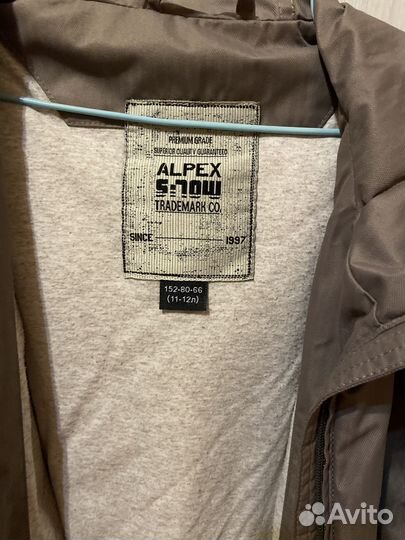 PREMIUM GRADE
SUPERIOR QUALITY GUARANTEED
ALPEX
S:NOW
TRADEMARK CO.
SINCE 1997
152-80-66
(11-12л)
Avito